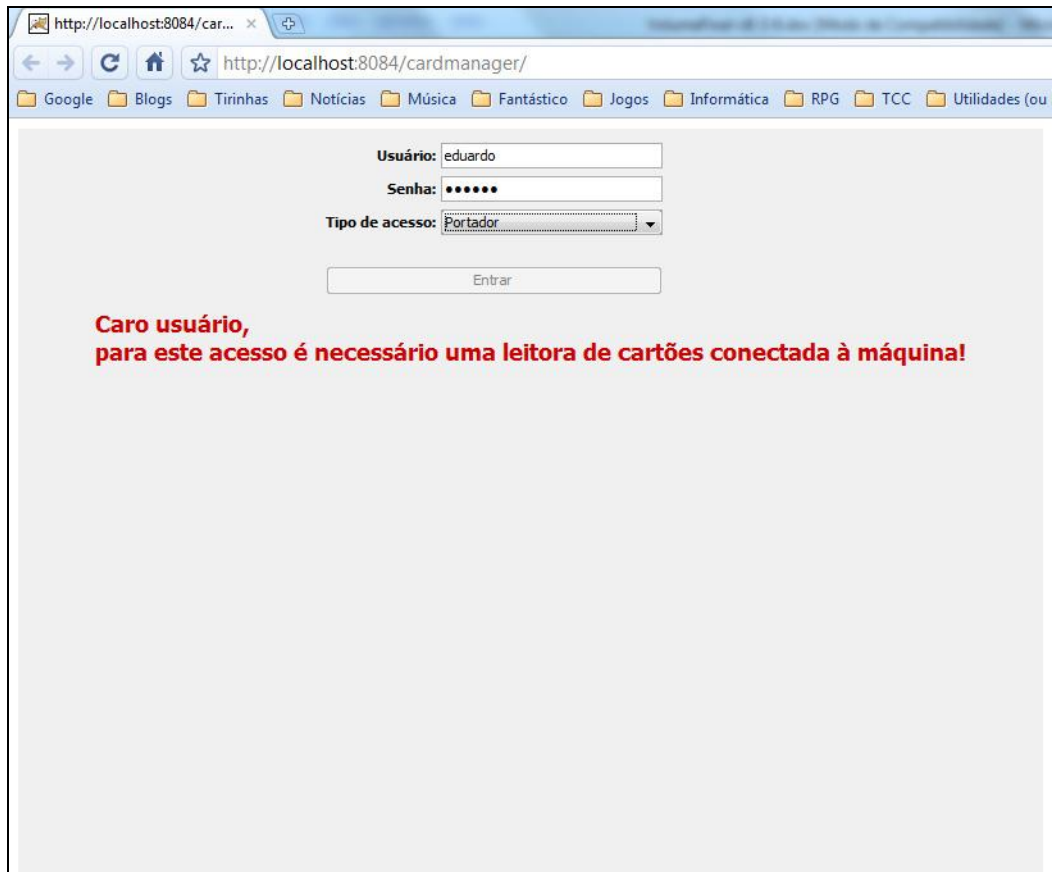 http://localhost:8084/car...
http://localhost:8084/cardmanager/
Google Blogs Tirinhas Notícias Música Fantástico Jogos Informática RPG TCC Utilidades (ou
Usuário: eduardo
Senha: ••••••
Tipo de acesso: Portador
Entrar
Caro usuário,
para este acesso é necessário uma leitora de cartões conectada à máquina!